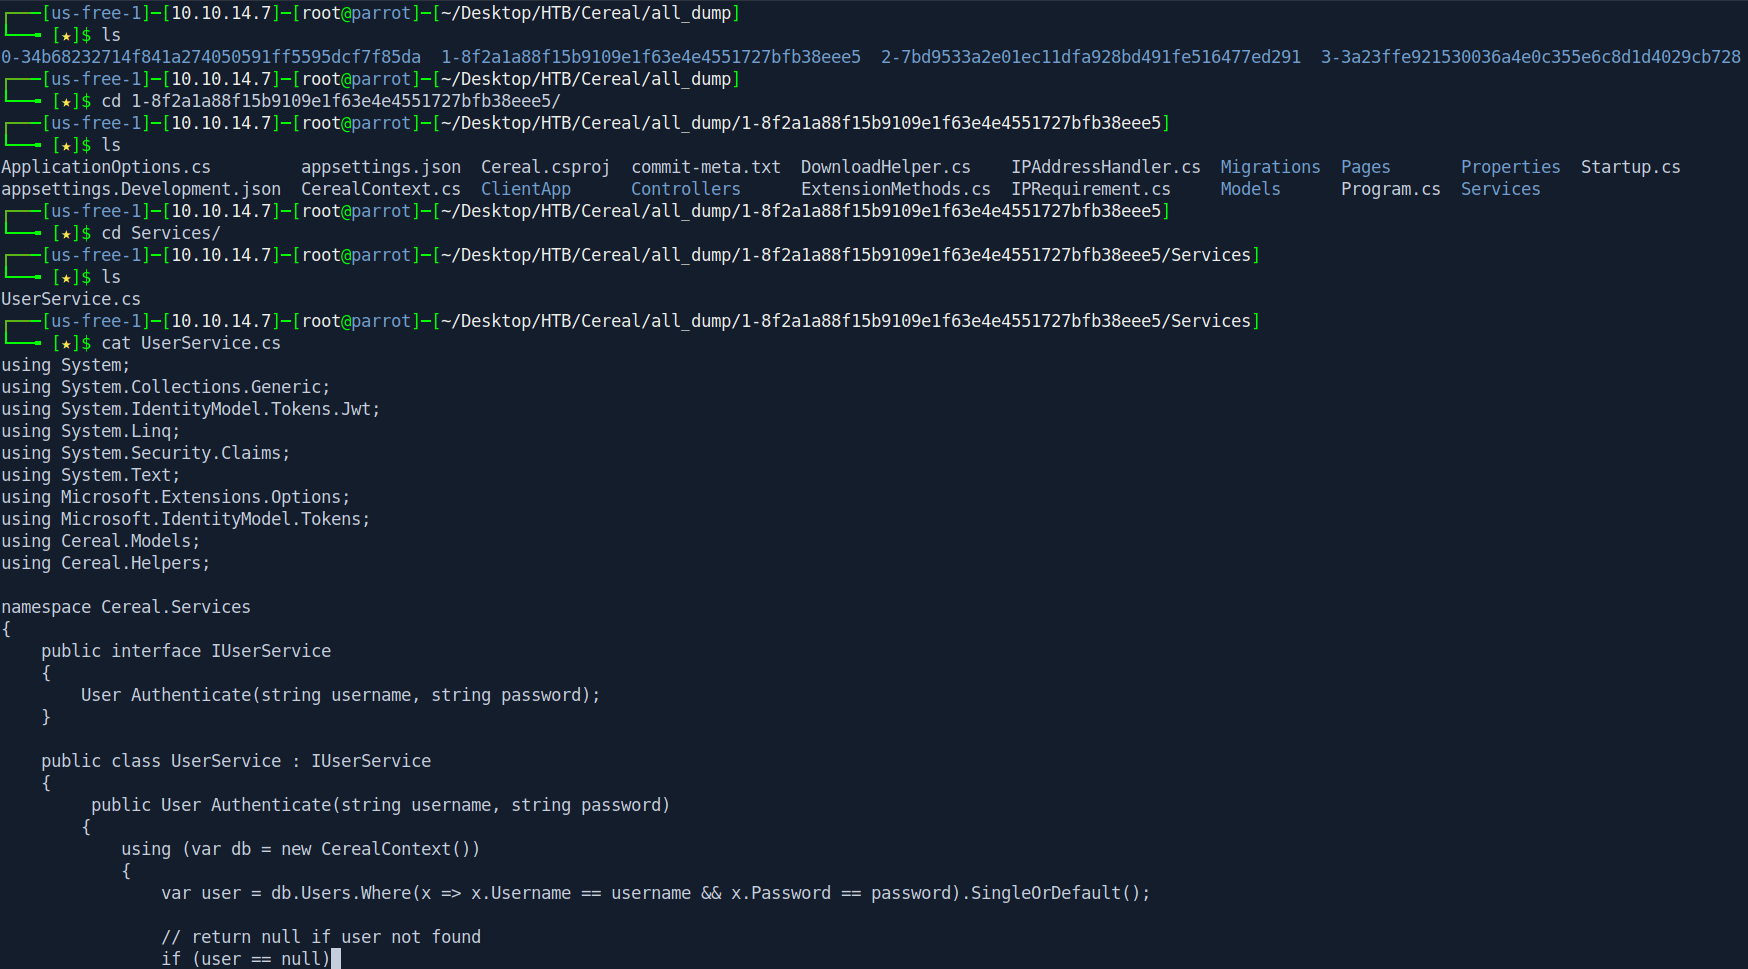 ┌──[us-free-1]─[10.10.14.7]─[root@parrot]─[~/Desktop/HTB/Cereal/all_dump]
└──╼ [★]$ ls
0-34b68232714f841a274050591ff5595dcf7f85da  1-8f2a1a88f15b9109e1f63e4e4551727bfb38eee5  2-7bd9533a2e01ec11dfa928bd491fe516477ed291  3-3a23ffe921530036a4e0c355e6c8d1d4029cb728
┌──[us-free-1]─[10.10.14.7]─[root@parrot]─[~/Desktop/HTB/Cereal/all_dump]
└──╼ [★]$ cd 1-8f2a1a88f15b9109e1f63e4e4551727bfb38eee5/
┌──[us-free-1]─[10.10.14.7]─[root@parrot]─[~/Desktop/HTB/Cereal/all_dump/1-8f2a1a88f15b9109e1f63e4e4551727bfb38eee5]
└──╼ [★]$ ls
ApplicationOptions.cs         appsettings.json  Cereal.csproj  commit-meta.txt  DownloadHelper.cs    IPAddressHandler.cs  Migrations  Pages       Properties  Startup.cs
appsettings.Development.json  CerealContext.cs  ClientApp      Controllers      ExtensionMethods.cs  IPRequirement.cs     Models      Program.cs  Services
┌──[us-free-1]─[10.10.14.7]─[root@parrot]─[~/Desktop/HTB/Cereal/all_dump/1-8f2a1a88f15b9109e1f63e4e4551727bfb38eee5]
└──╼ [★]$ cd Services/
┌──[us-free-1]─[10.10.14.7]─[root@parrot]─[~/Desktop/HTB/Cereal/all_dump/1-8f2a1a88f15b9109e1f63e4e4551727bfb38eee5/Services]
└──╼ [★]$ ls
UserService.cs
┌──[us-free-1]─[10.10.14.7]─[root@parrot]─[~/Desktop/HTB/Cereal/all_dump/1-8f2a1a88f15b9109e1f63e4e4551727bfb38eee5/Services]
└──╼ [★]$ cat UserService.cs
using System;
using System.Collections.Generic;
using System.IdentityModel.Tokens.Jwt;
using System.Linq;
using System.Security.Claims;
using System.Text;
using Microsoft.Extensions.Options;
using Microsoft.IdentityModel.Tokens;
using Cereal.Models;
using Cereal.Helpers;

namespace Cereal.Services
{
    public interface IUserService
    {
        User Authenticate(string username, string password);
    }

    public class UserService : IUserService
    {
         public User Authenticate(string username, string password)
        {
            using (var db = new CerealContext())
            {
                var user = db.Users.Where(x => x.Username == username && x.Password == password).SingleOrDefault();

                // return null if user not found
                if (user == null)